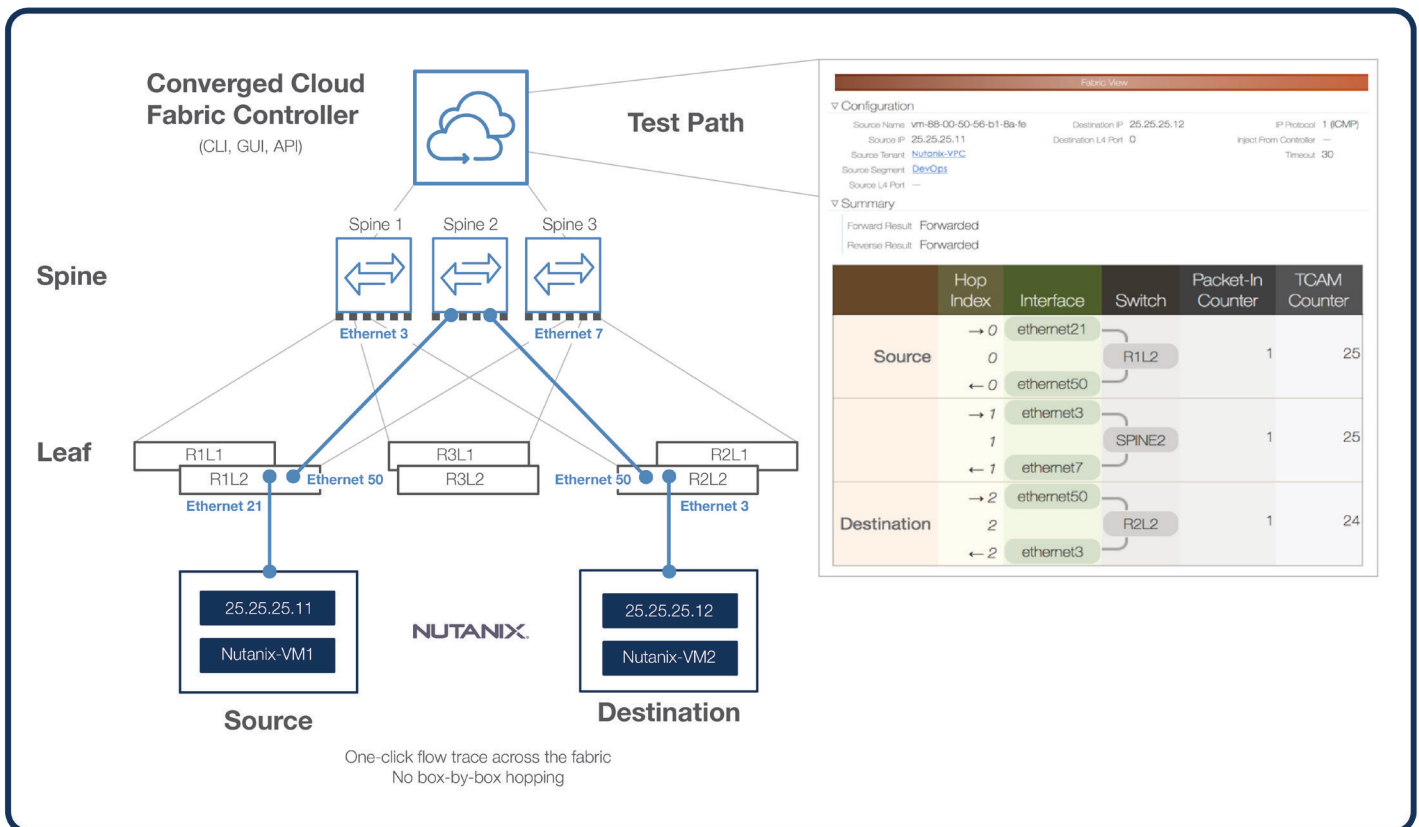 Converged Cloud
Fabric Controller
(CLI, GUI, API)
Test Path
Spine 1
Spine 2
Spine 3
Spine
Ethernet 3
Ethernet 7
Leaf
R1L1
R1L2
Ethernet 50
Ethernet 21
R3L1
R3L2
R2L1
Ethernet 50
R2L2
Ethernet 3
25.25.25.11
Nutanix-VM1
Source
NUTANIX.
25.25.25.12
Nutanix-VM2
Destination
One-click flow trace across the fabric
No box-by-box hopping
Fabric View
Configuration
Source Name vm-88-00-50-56-b1-8a-fe Destination IP 25.25.25.12 IP Protocol 1 (ICMP)
Source IP 25.25.25.11 Destination L4 Port 0 Inject From Controller —
Source Tenant Nutanix-VPC Timeout 30
Source Segment DevOps
Source L4 Port —
Summary
Forward Result Forwarded
Reverse Result Forwarded
Hop Index Interface Switch Packet-In Counter TCAM Counter
→ 0 ethernet21
Source 0 R1L2 1 25
← 0 ethernet50
→ 1 ethernet3
1 SPINE2 1 25
← 1 ethernet7
→ 2 ethernet50
Destination 2 R2L2 1 24
← 2 ethernet3